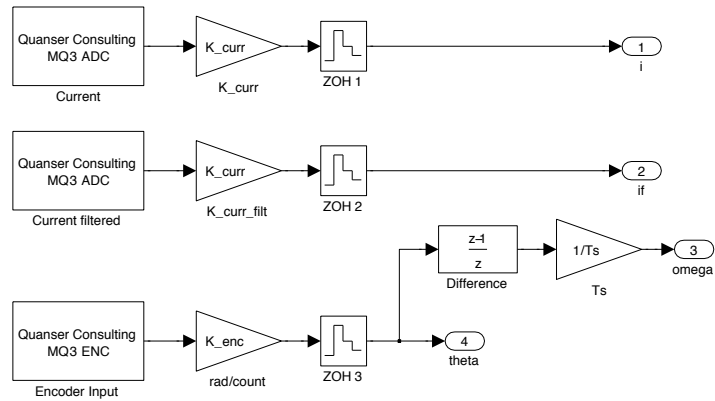 Quanser Consulting
MQ3 ADC
Current
K_curr
K_curr
ZOH 1
1
i
Quanser Consulting
MQ3 ADC
Current filtered
K_curr
K_curr_filt
ZOH 2
2
if
z-1
z
Difference
1/Ts
Ts
3
omega
Quanser Consulting
MQ3 ENC
Encoder Input
K_enc
rad/count
ZOH 3
4
theta